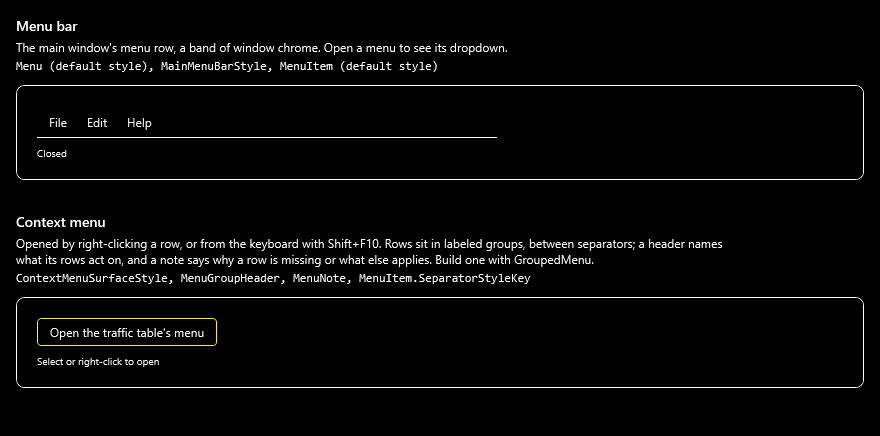 Menu bar
The main window's menu row, a band of window chrome. Open a menu to see its dropdown.
Menu (default style), MainMenuBarStyle, MenuItem (default style)
File Edit Help
Closed
Context menu
Opened by right-clicking a row, or from the keyboard with Shift+F10. Rows sit in labeled groups, between separators; a header names
what its rows act on, and a note says why a row is missing or what else applies. Build one with GroupedMenu.
ContextMenuSurfaceStyle, MenuGroupHeader, MenuNote, MenuItem.SeparatorStyleKey
Open the traffic table's menu
Select or right-click to open